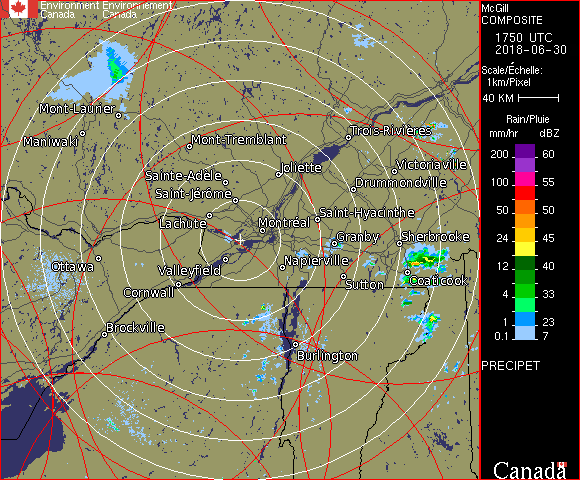 Environment Environnement
Canada Canada
McGill
COMPOSITE
1750 UTC
2018-06-30
Scale/Échelle:
1km/Pixel
40 KM
Rain/Pluie
mm/hr dBZ
200 60
100 55
50 50
24 45
12 40
4 33
1 23
0.1 7
PRECIPET
Canada
Mont-Laurier
Maniwaki
Mont-Tremblant
Trois-Rivières
Joliette
Victoriaville
Sainte-Adèle
Drummondville
Saint-Jérôme
Saint-Hyacinthe
Lachute
Montréal
Granby
Sherbrooke
Ottawa
Valleyfield
Napierville
Coaticook
Sutton
Cornwall
Brockville
Burlington